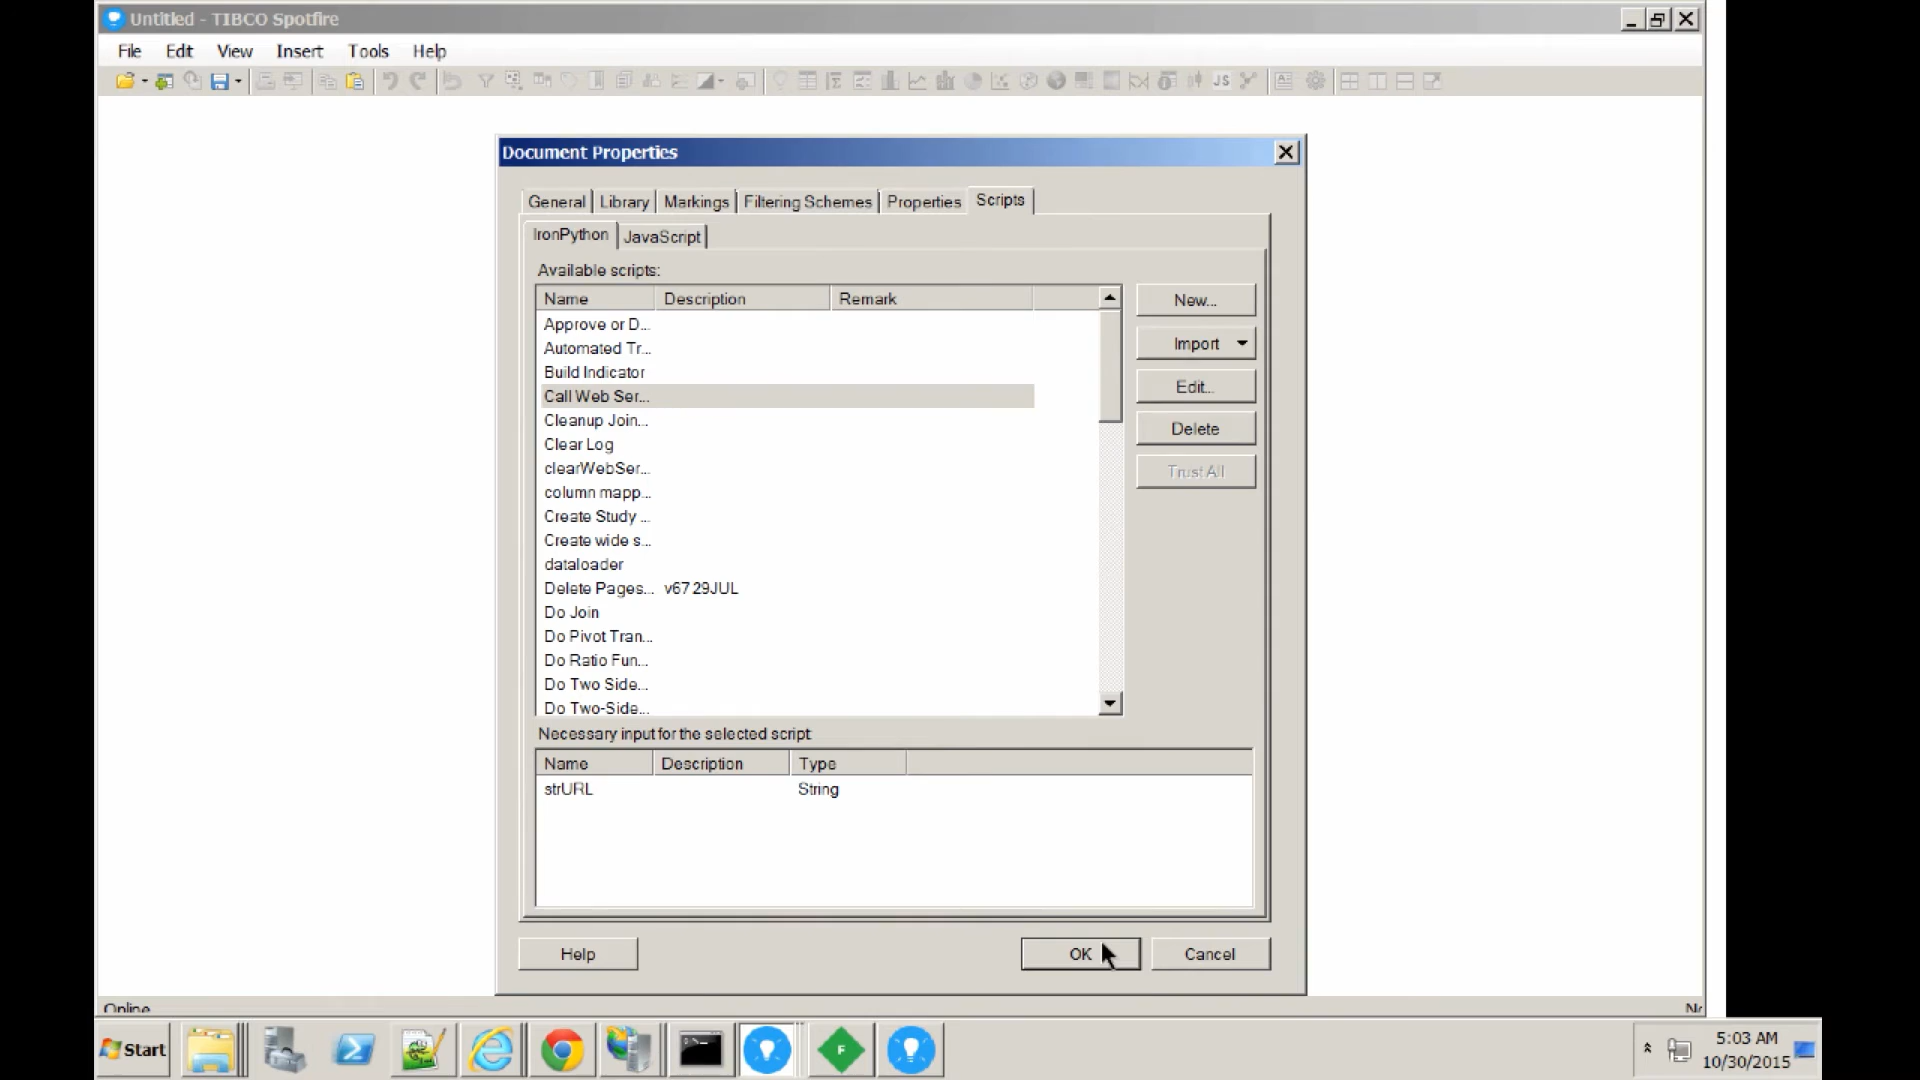 Untitled - TIBCO Spotfire
File Edit View Insert Tools Help
JS
Document Properties
General Library Markings Filtering Schemes Properties Scripts
IronPython JavaScript
Available scripts:
Name Description Remark
New...
Approve or D...
Automated Tr...
Import
Build Indicator
Edit...
Call Web Ser...
Cleanup Join...
Delete
Clear Log
clearWebSer...
Trust All
column mapp...
Create Study ...
Create wide s...
dataloader
Delete Pages... v67 29JUL
Do Join
Do Pivot Tran...
Do Ratio Fun...
Do Two Side...
Do Two-Side...
Necessary input for the selected script:
Name Description Type
strURL String
Help OK Cancel
Online
Start
F
5:03 AM
10/30/2015